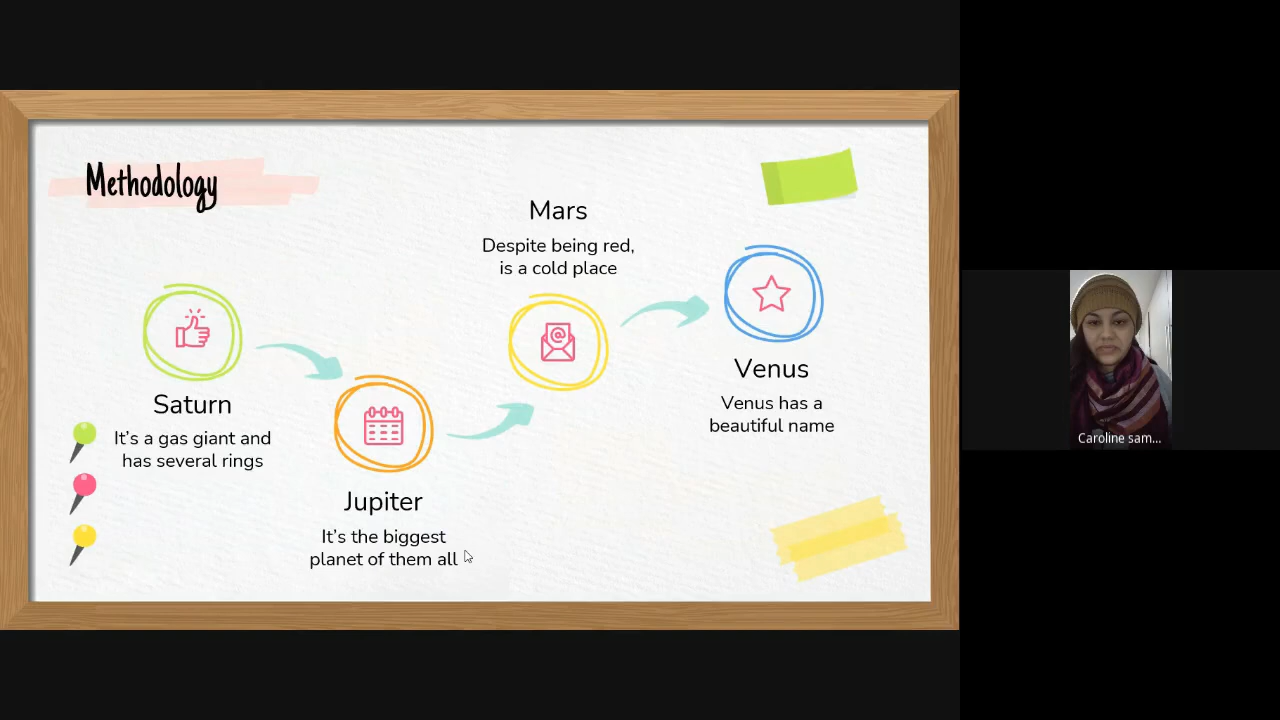 Methodology
Saturn
It's a gas giant and
has several rings
Jupiter
It's the biggest
planet of them all
Mars
Despite being red,
is a cold place
Venus
Venus has a
beautiful name
Caroline sam...